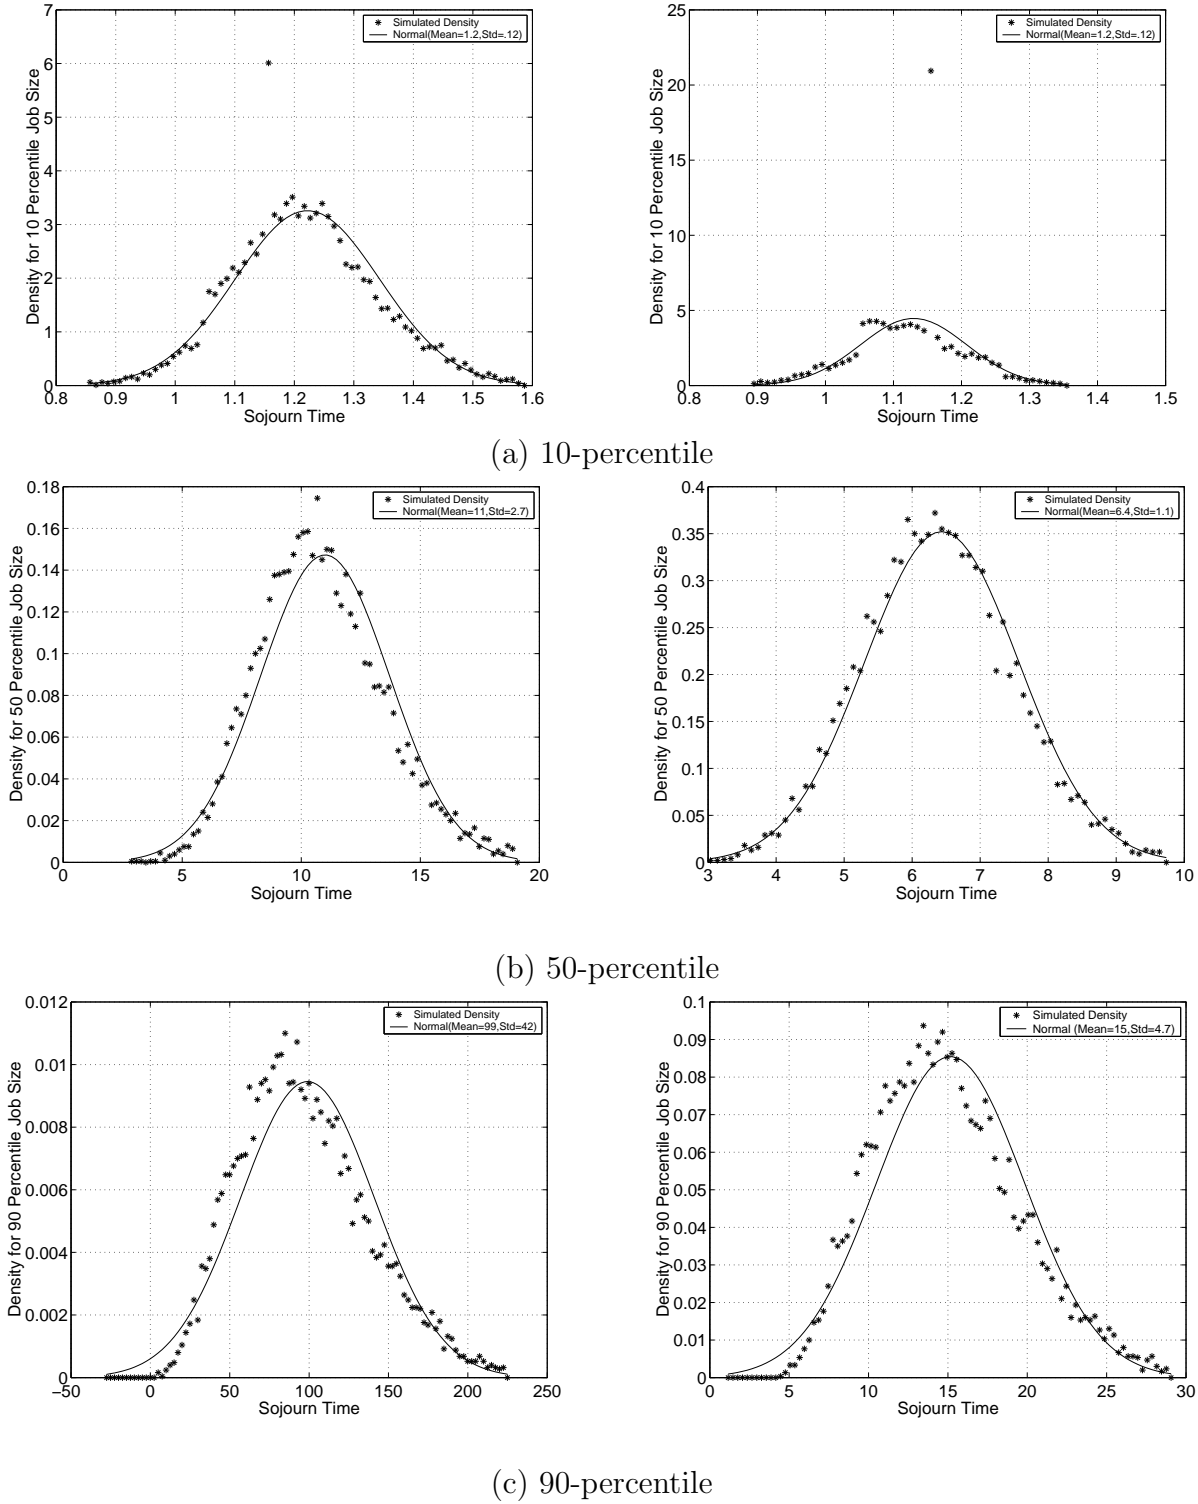 7
6
5
4
3
2
1
0
0.8 0.9 1 1.1 1.2 1.3 1.4 1.5 1.6
Sojourn Time
Density for 10 Percentile Job Size
Simulated Density
Normal(Mean=1.2,Std=.12)
25
20
15
10
5
0
0.8 0.9 1 1.1 1.2 1.3 1.4 1.5
Sojourn Time
Density for 10 Percentile Job Size
Simulated Density
Normal(Mean=1.2,Std=.12)
(a) 10-percentile
0.18
0.16
0.14
0.12
0.1
0.08
0.06
0.04
0.02
0
0 5 10 15 20
Sojourn Time
Density for 50 Percentile Job Size
Simulated Density
Normal(Mean=11,Std=2.7)
0.4
0.35
0.3
0.25
0.2
0.15
0.1
0.05
0
3 4 5 6 7 8 9 10
Sojourn Time
Density for 50 Percentile Job Size
Simulated Density
Normal(Mean=6.4,Std=1.1)
(b) 50-percentile
0.012
0.01
0.008
0.006
0.004
0.002
0
−50 0 50 100 150 200 250
Sojourn Time
Density for 90 Percentile Job Size
Simulated Density
Normal(Mean=99,Std=42)
0.1
0.09
0.08
0.07
0.06
0.05
0.04
0.03
0.02
0.01
0
0 5 10 15 20 25 30
Sojourn Time
Density for 90 Percentile Job Size
Simulated Density
Normal (Mean=15,Std=4.7)
(c) 90-percentile